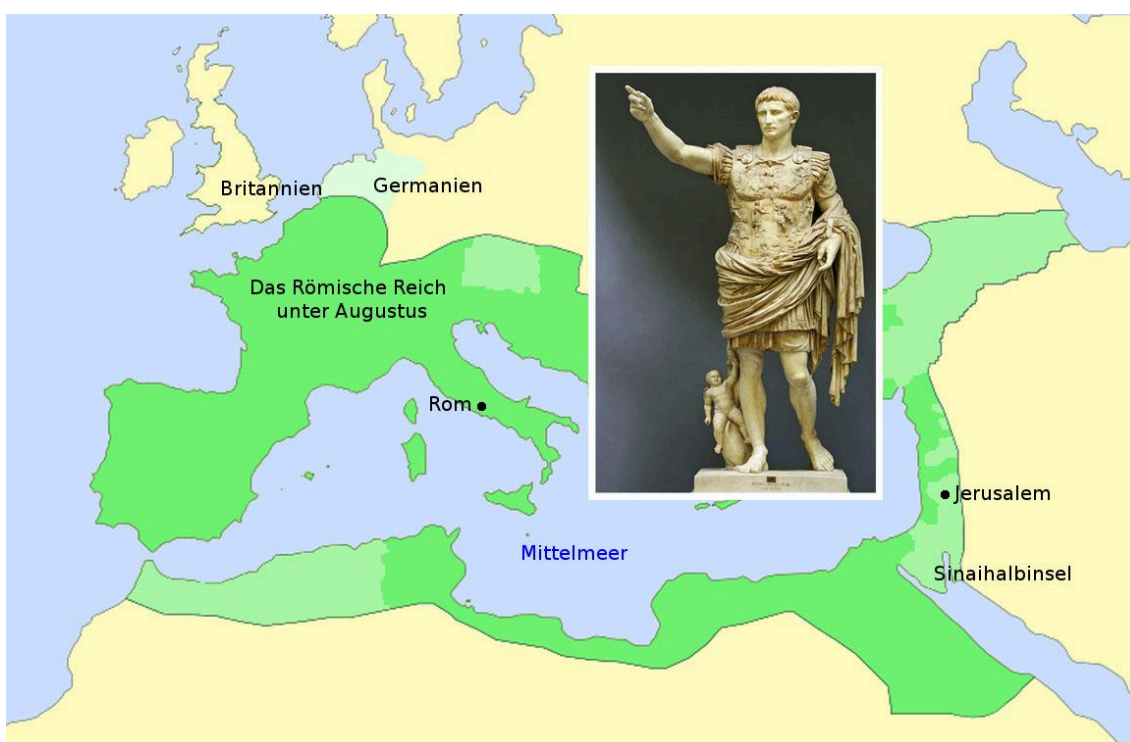 Britannien
Germanien
Das Römische Reich
unter Augustus
Rom
Jerusalem
Mittelmeer
Sinaihalbinsel